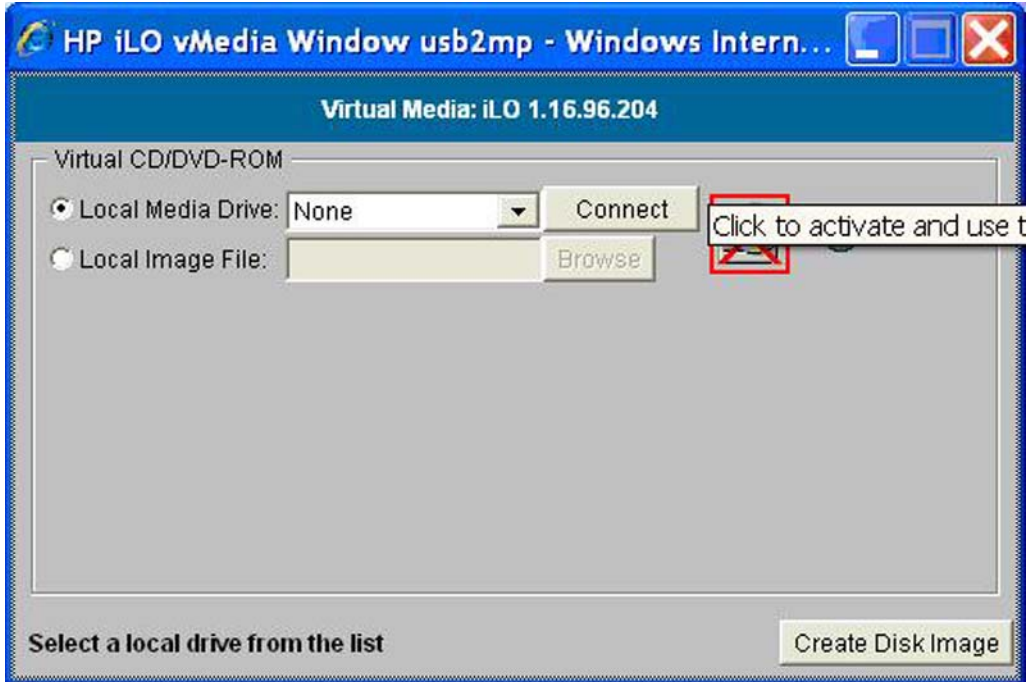 HP iLO vMedia Window usb2mp - Windows Intern...
Virtual Media: iLO 1.16.96.204
Virtual CD/DVD-ROM
Local Media Drive: None Connect
Click to activate and use t
Local Image File: Browse
Select a local drive from the list
Create Disk Image